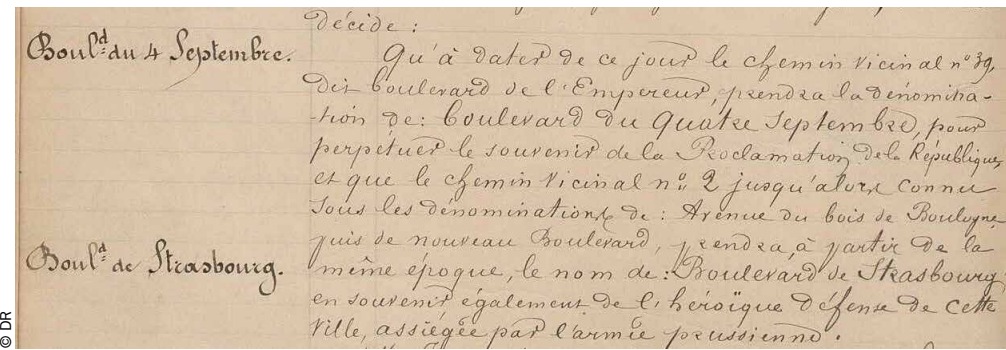 décide :
Boul.d du 4 Septembre.
Qu'à dater de ce jour le chemin vicinal n° 39,
dit boulevard de l'Empereur, prendra la dénomina-
-tion de: boulevard du Quatre Septembre, pour
perpétuer le souvenir de la Proclamation de la République,
et que le chemin vicinal n° 2 jusqu'alors connu
sous les dénominations de : Avenue du bois de Boulogne,
puis de nouveau Boulevard, prendra, à partir de la
Boul.d de Strasbourg.
même époque, le nom de : Boulevard de Strasbourg
en souvenir également de l'héroïque défense de cette
ville, assiégée par l'armée prussienne.
© DR